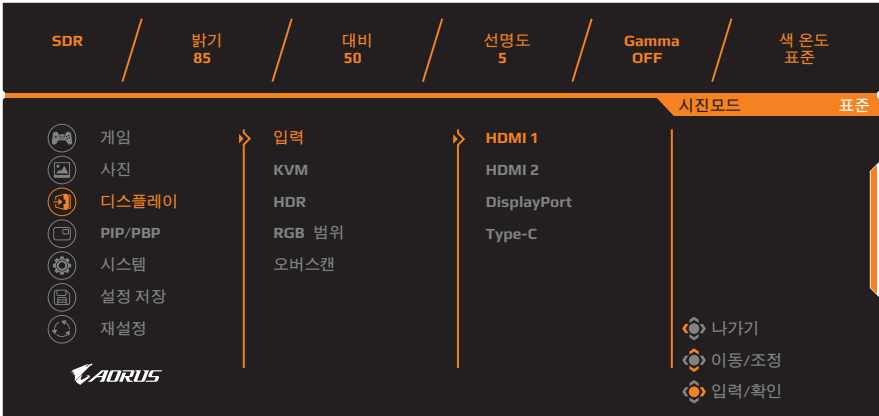 SDR 밝기 대비 선명도 Gamma 색 온도
85 50 5 OFF 표준
시진모드 표준
게임 입력 HDMI 1
사진 KVM HDMI 2
디스플레이 HDR DisplayPort
PIP/PBP RGB 범위 Type-C
시스템 오버스캔
설정 저장
재설정 나가기
이동/조정
AORUS
입력/확인